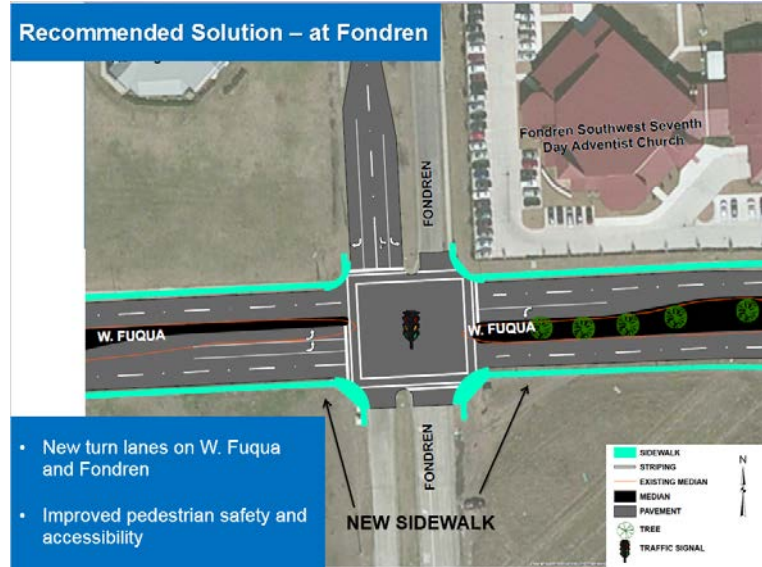 Recommended Solution – at Fondren
Fondren Southwest Seventh
Day Adventist Church
FONDREN
W. FUQUA
W. FUQUA
FONDREN
NEW SIDEWALK
• New turn lanes on W. Fuqua
and Fondren
• Improved pedestrian safety and
accessibility
SIDEWALK
STRIPING
EXISTING MEDIAN
MEDIAN
PAVEMENT
TREE
TRAFFIC SIGNAL
N